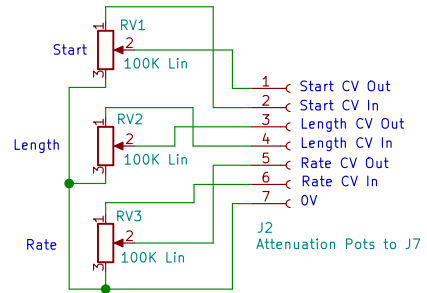 1
RV1
Start
2
100K Lin
3
1
Start CV Out
2
Start CV In
1
RV2
3
Length CV Out
Length
2
4
Length CV In
100K Lin
3
5
Rate CV Out
6
Rate CV In
1
RV3
7
0V
Rate
2
J2
100K Lin
Attenuation Pots to J7
3